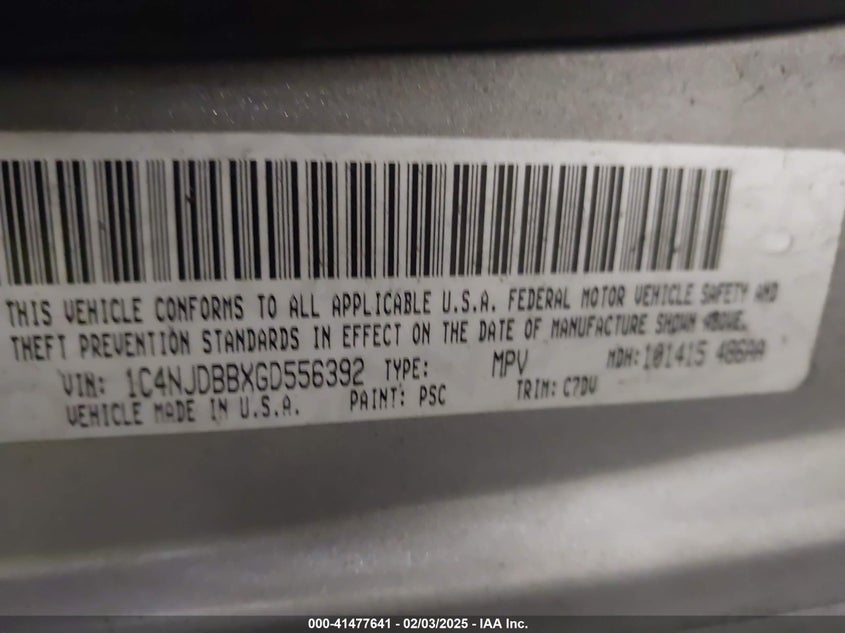 THIS VEHICLE CONFORMS TO ALL APPLICABLE U.S.A. FEDERAL MOTOR VEHICLE SAFETY AND
THEFT PREVENTION STANDARDS IN EFFECT ON THE DATE OF MANUFACTURE SHOWN ABOVE.
VIN: 1C4NJDBBXGD556392 TYPE: MPV MDH: 101415 486AA
VEHICLE MADE IN U.S.A. PAINT: PSC TRIM: C7DV
000-41477641 - 02/03/2025 - IAA Inc.